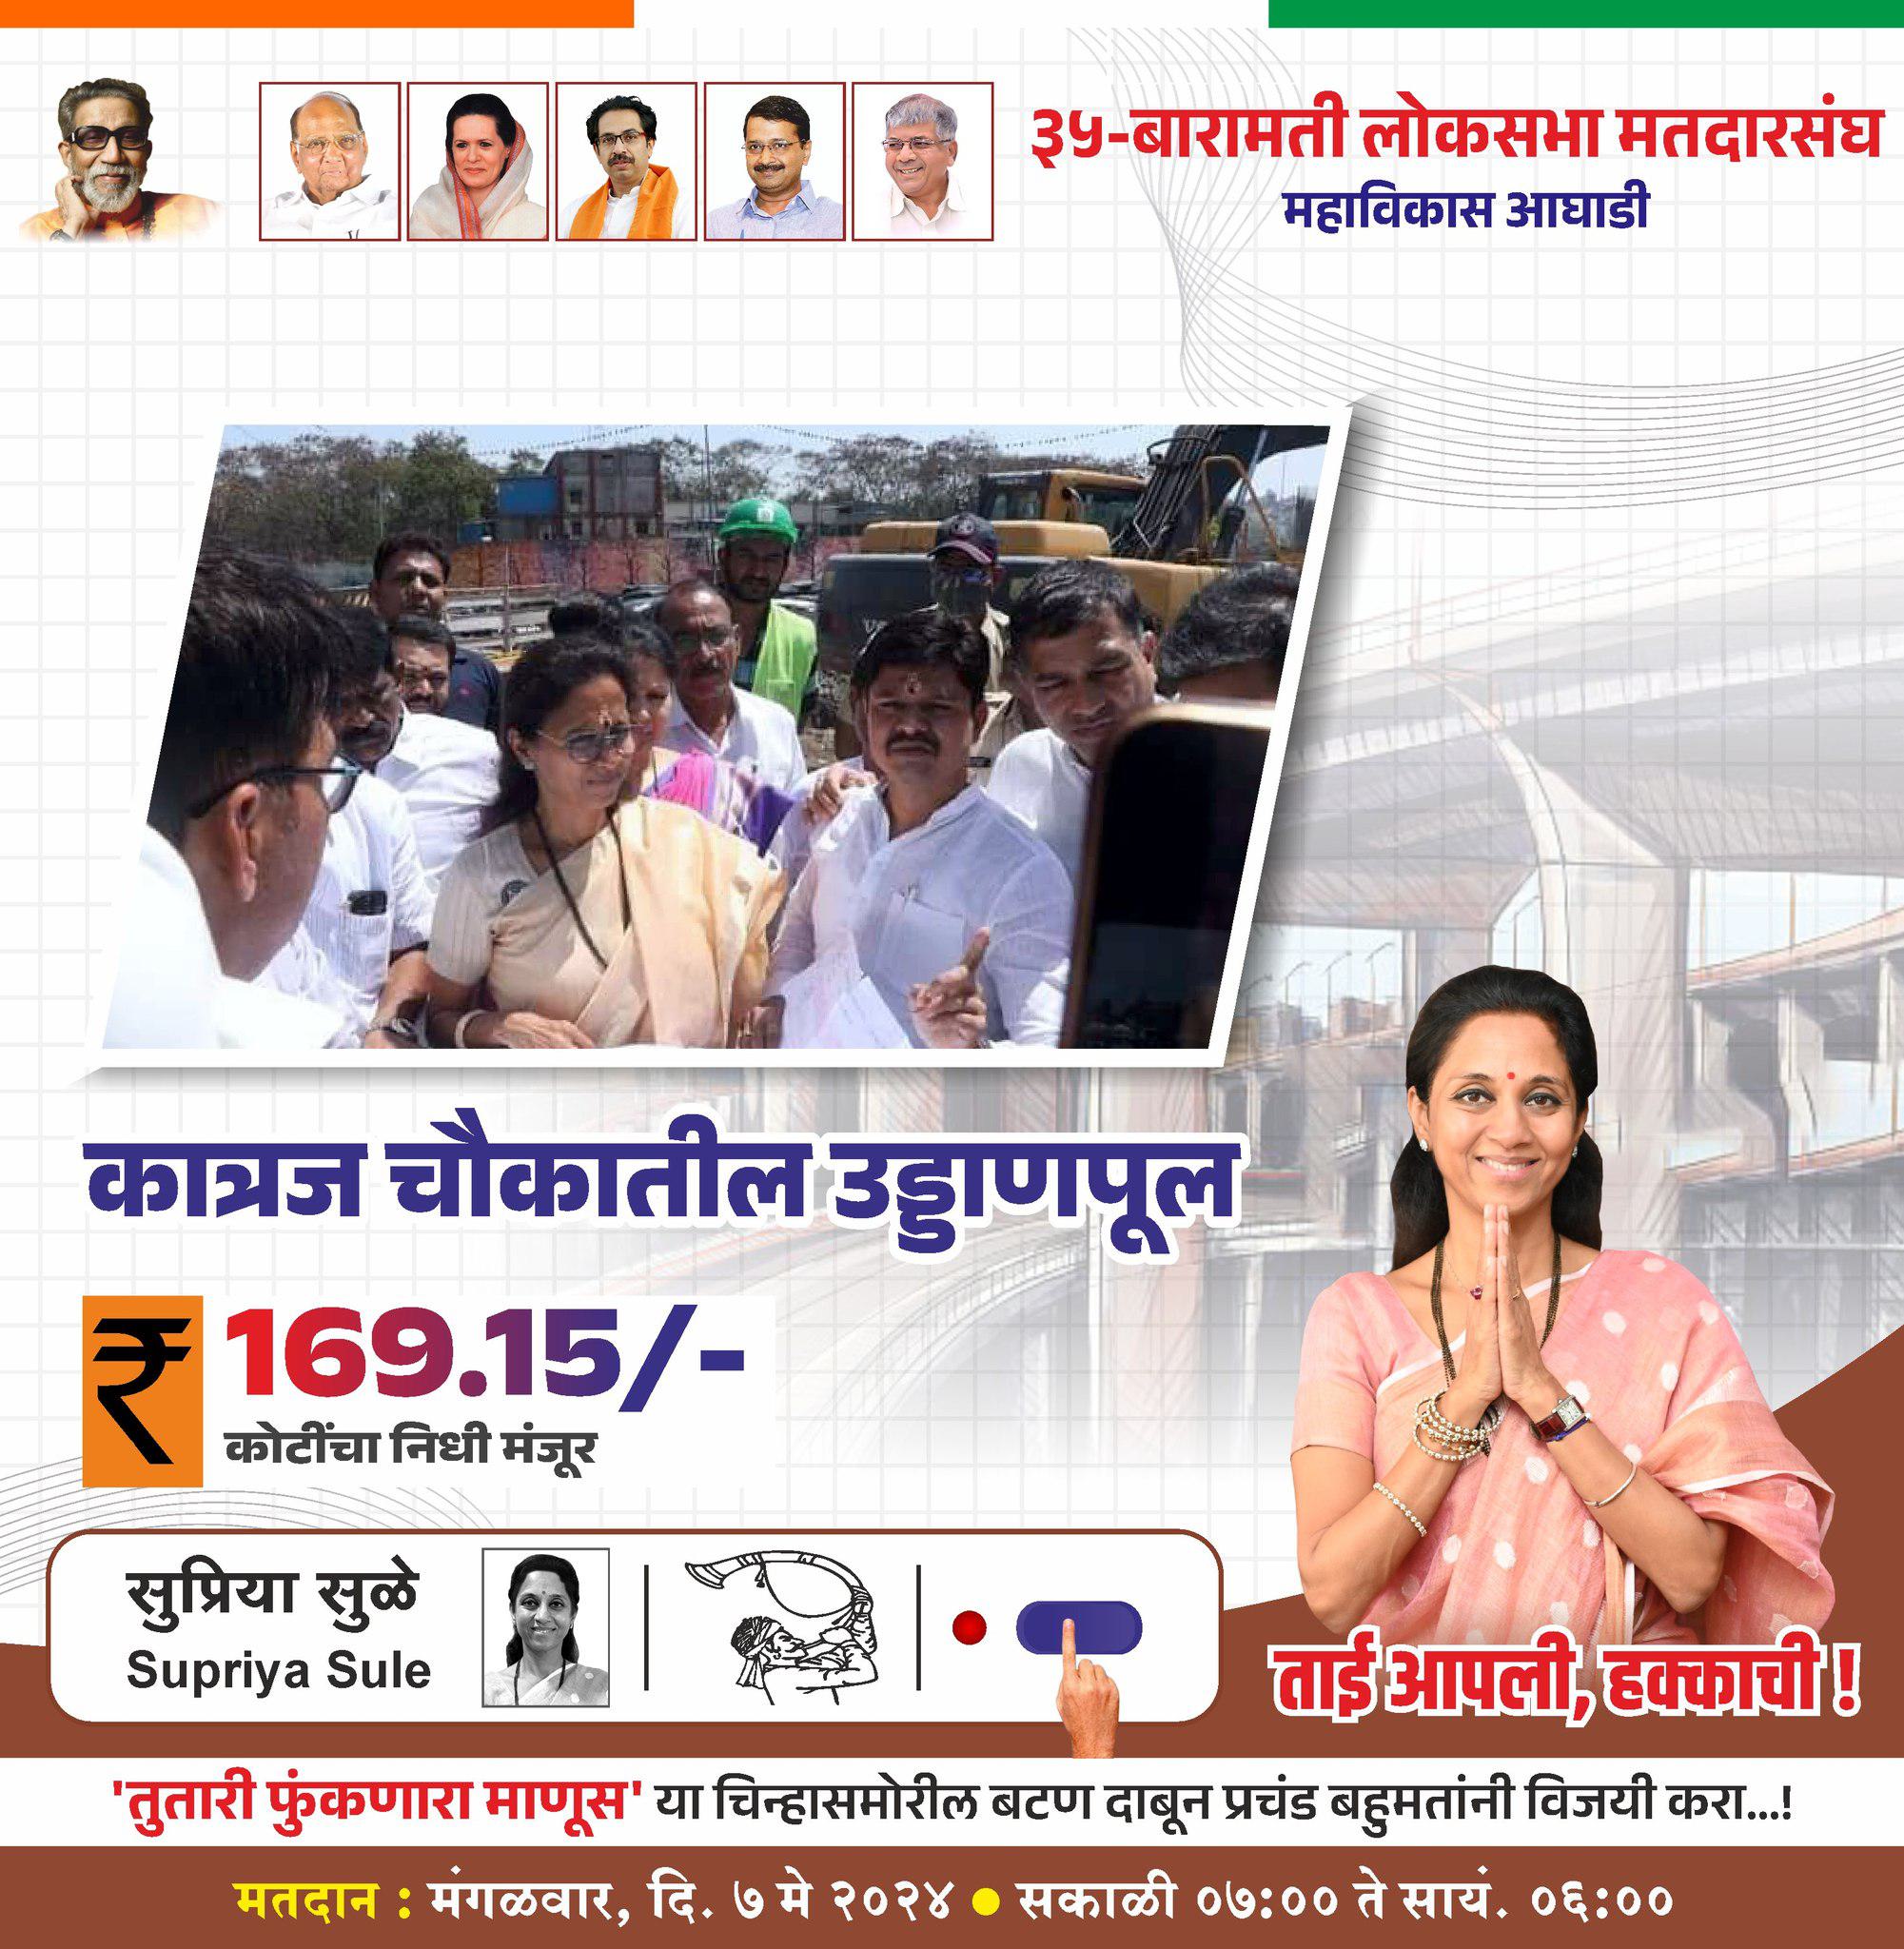 ३५-बारामती लोकसभा मतदारसंघ
महाविकास आघाडी
कात्रज चौकातील उड्डाणपूल
₹ 169.15/-
कोटींचा निधी मंजूर
सुप्रिया सुळे
Supriya Sule
ताई आपली, हक्काची !
'तुतारी फुंकणारा माणूस' या चिन्हासमोरील बटण दाबून प्रचंड बहुमतांनी विजयी करा...!
मतदान : मंगळवार, दि. ७ मे २०२४ ● सकाळी ०७:०० ते सायं. ०६:००